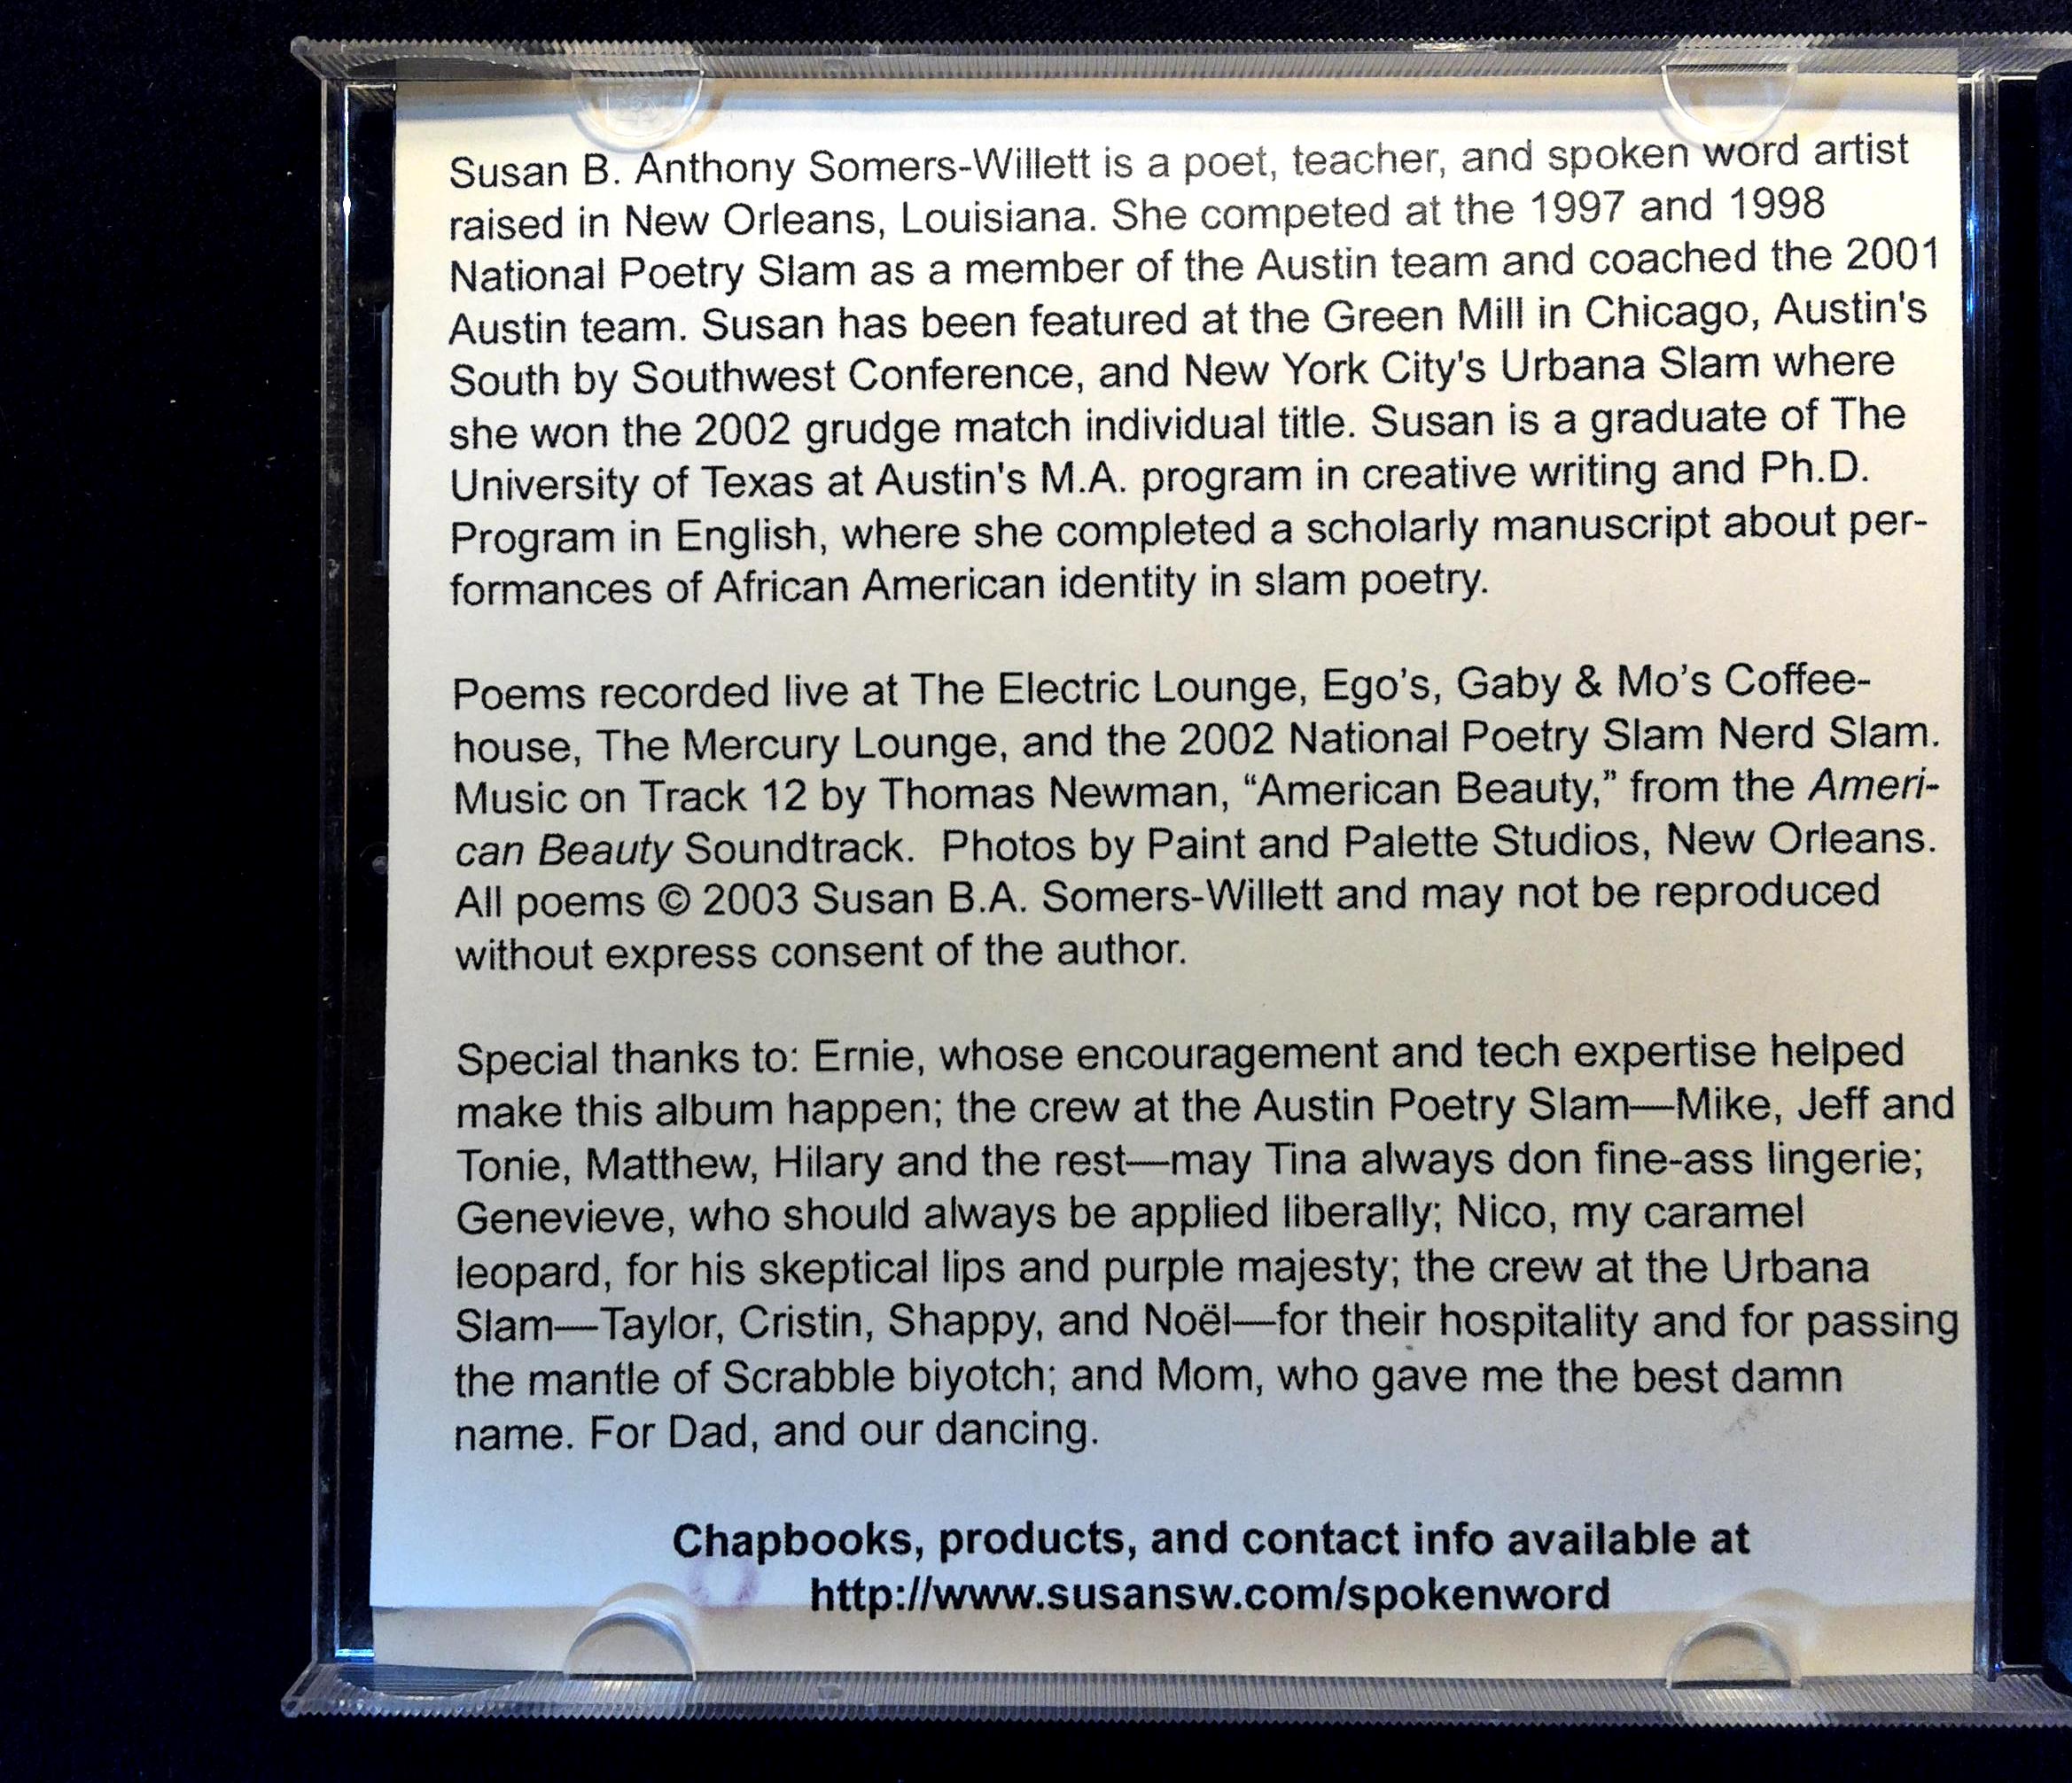 Susan B. Anthony Somers-Willett is a poet, teacher, and spoken word artist
raised in New Orleans, Louisiana. She competed at the 1997 and 1998
National Poetry Slam as a member of the Austin team and coached the 2001
Austin team. Susan has been featured at the Green Mill in Chicago, Austin's
South by Southwest Conference, and New York City's Urbana Slam where
she won the 2002 grudge match individual title. Susan is a graduate of The
University of Texas at Austin's M.A. program in creative writing and Ph.D.
Program in English, where she completed a scholarly manuscript about per-
formances of African American identity in slam poetry.
Poems recorded live at The Electric Lounge, Ego’s, Gaby & Mo’s Coffee-
house, The Mercury Lounge, and the 2002 National Poetry Slam Nerd Slam.
Music on Track 12 by Thomas Newman, “American Beauty,” from the Ameri-
can Beauty Soundtrack.  Photos by Paint and Palette Studios, New Orleans.
All poems © 2003 Susan B.A. Somers-Willett and may not be reproduced
without express consent of the author.
Special thanks to: Ernie, whose encouragement and tech expertise helped
make this album happen; the crew at the Austin Poetry Slam—Mike, Jeff and
Tonie, Matthew, Hilary and the rest—may Tina always don fine-ass lingerie;
Genevieve, who should always be applied liberally; Nico, my caramel
leopard, for his skeptical lips and purple majesty; the crew at the Urbana
Slam—Taylor, Cristin, Shappy, and Noël—for their hospitality and for passing
the mantle of Scrabble biyotch; and Mom, who gave me the best damn
name. For Dad, and our dancing.
Chapbooks, products, and contact info available at
http://www.susansw.com/spokenword